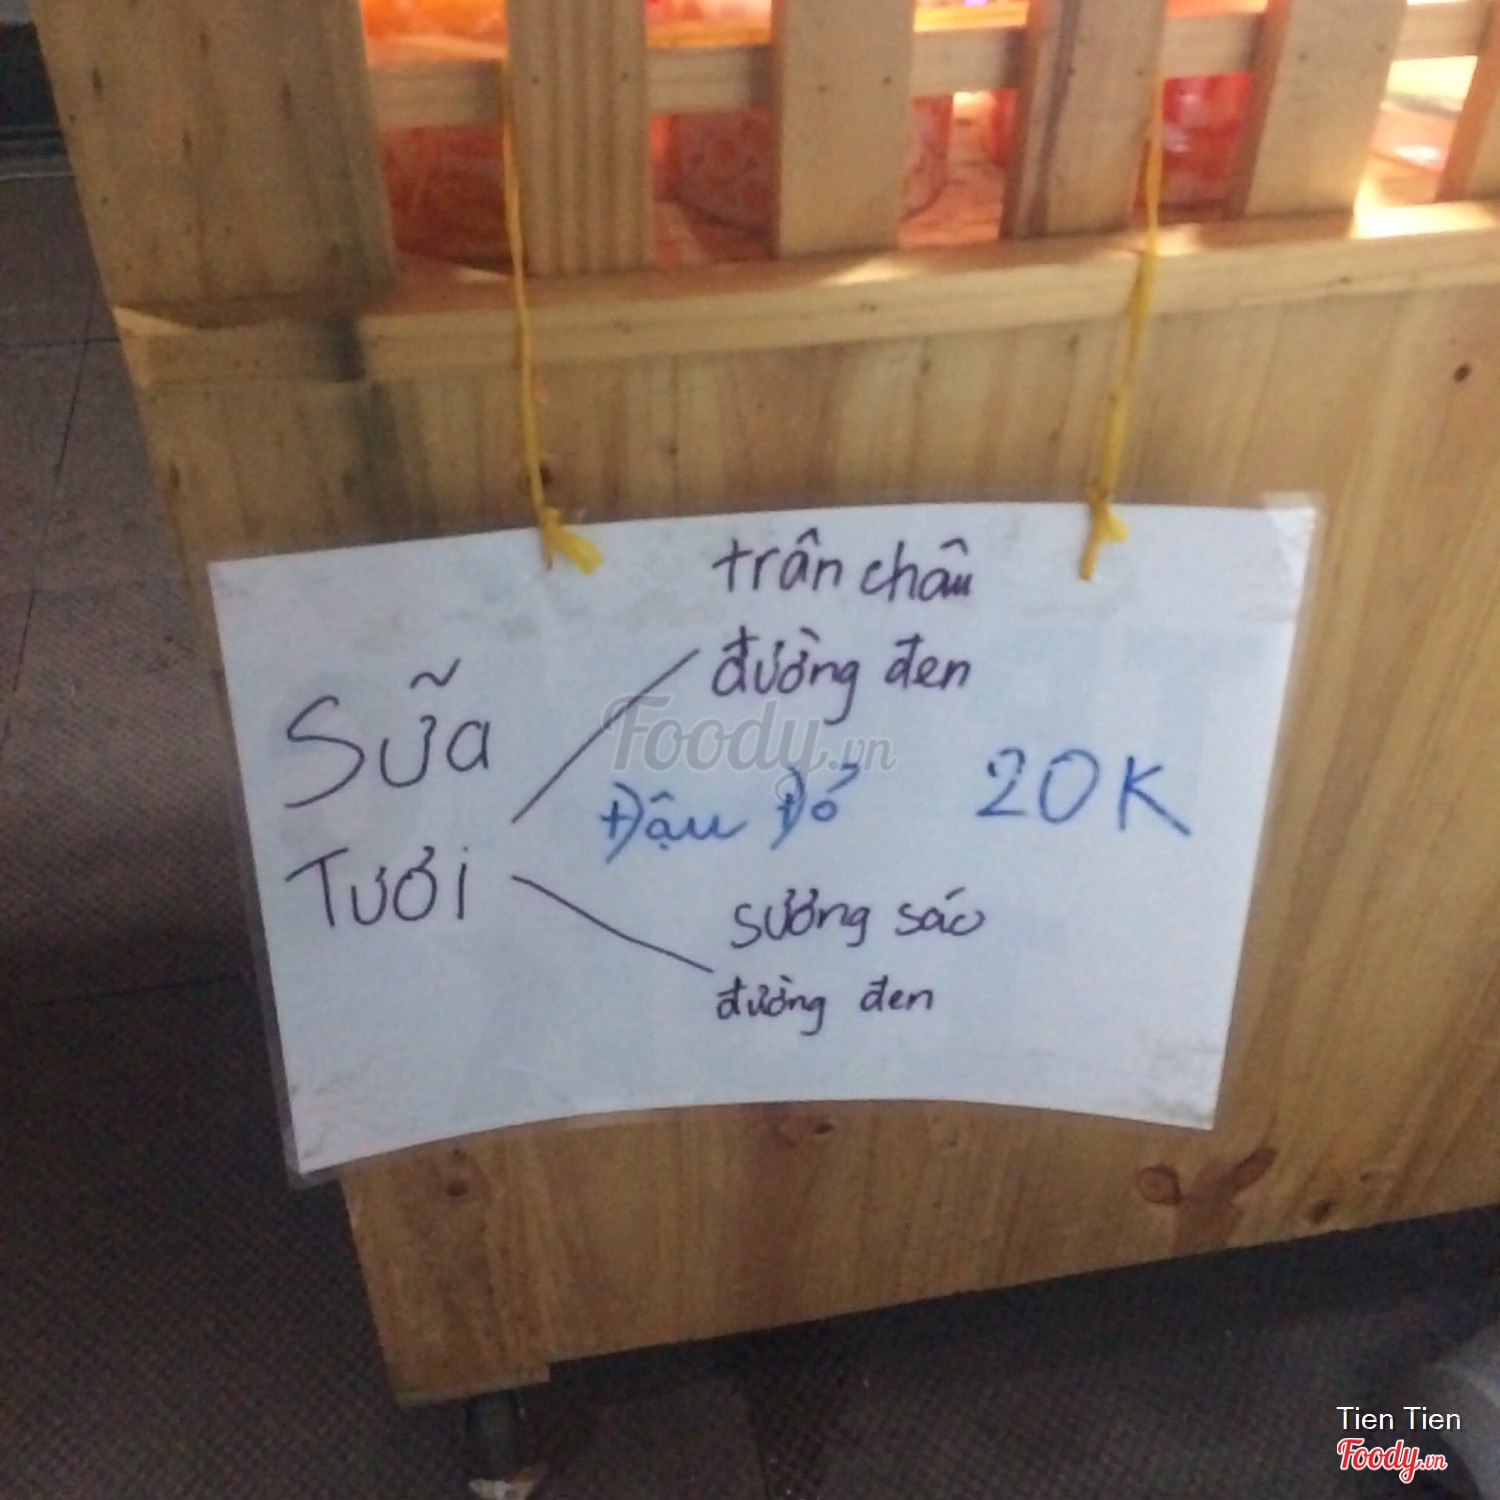 trân châu
đường đen
Sữa
Tươi
Đậu Đỏ 20K
sương sáo
đường đen
Foody.vn
Tien Tien
Foody.vn